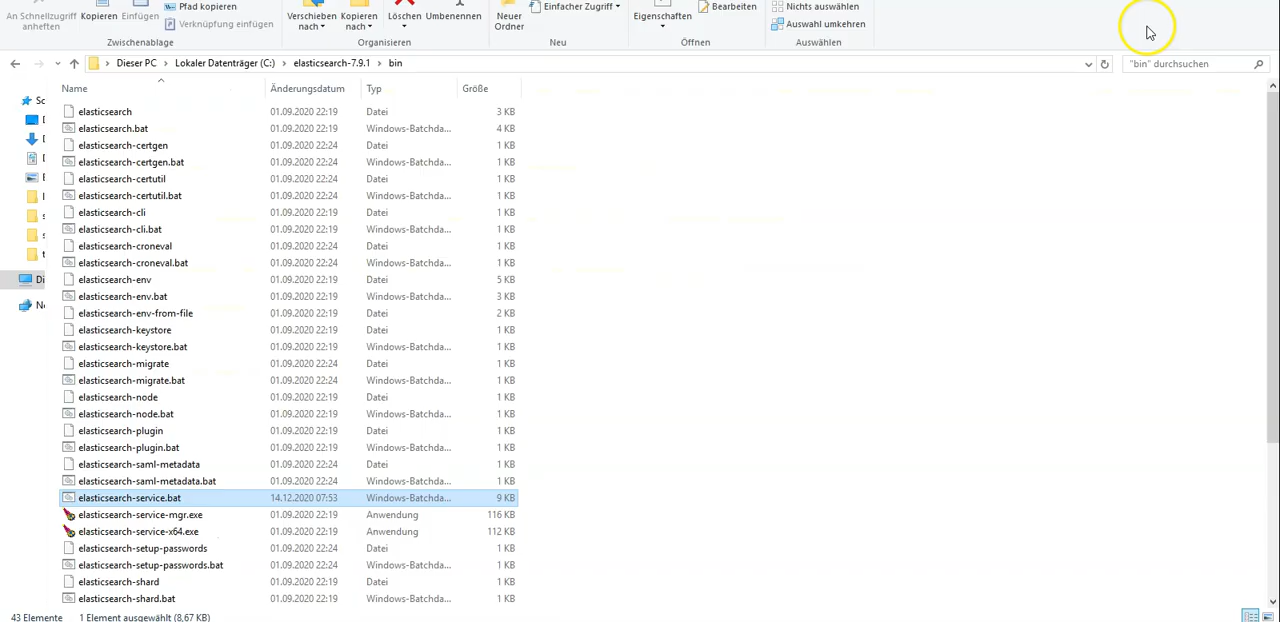 An Schnellzugriff anheften
Kopieren
Einfügen
Pfad kopieren
Verknüpfung einfügen
Zwischenablage
Verschieben nach
Kopieren nach
Löschen
Umbenennen
Organisieren
Neuer Ordner
Einfacher Zugriff
Neu
Eigenschaften
Bearbeiten
Öffnen
Nichts auswählen
Auswahl umkehren
Auswählen
Dieser PC > Lokaler Datenträger (C:) > elasticsearch-7.9.1 > bin
"bin" durchsuchen
Name Änderungsdatum Typ Größe
elasticsearch 01.09.2020 22:19 Datei 3 KB
elasticsearch.bat 01.09.2020 22:19 Windows-Batchda... 4 KB
elasticsearch-certgen 01.09.2020 22:24 Datei 1 KB
elasticsearch-certgen.bat 01.09.2020 22:24 Windows-Batchda... 1 KB
elasticsearch-certutil 01.09.2020 22:24 Datei 1 KB
elasticsearch-certutil.bat 01.09.2020 22:24 Windows-Batchda... 1 KB
elasticsearch-cli 01.09.2020 22:19 Datei 1 KB
elasticsearch-cli.bat 01.09.2020 22:19 Windows-Batchda... 1 KB
elasticsearch-croneval 01.09.2020 22:24 Datei 1 KB
elasticsearch-croneval.bat 01.09.2020 22:24 Windows-Batchda... 1 KB
elasticsearch-env 01.09.2020 22:19 Datei 5 KB
elasticsearch-env.bat 01.09.2020 22:19 Windows-Batchda... 3 KB
elasticsearch-env-from-file 01.09.2020 22:19 Datei 2 KB
elasticsearch-keystore 01.09.2020 22:19 Datei 1 KB
elasticsearch-keystore.bat 01.09.2020 22:19 Windows-Batchda... 1 KB
elasticsearch-migrate 01.09.2020 22:24 Datei 1 KB
elasticsearch-migrate.bat 01.09.2020 22:24 Windows-Batchda... 1 KB
elasticsearch-node 01.09.2020 22:19 Datei 1 KB
elasticsearch-node.bat 01.09.2020 22:19 Windows-Batchda... 1 KB
elasticsearch-plugin 01.09.2020 22:19 Datei 1 KB
elasticsearch-plugin.bat 01.09.2020 22:19 Windows-Batchda... 1 KB
elasticsearch-saml-metadata 01.09.2020 22:24 Datei 1 KB
elasticsearch-saml-metadata.bat 01.09.2020 22:24 Windows-Batchda... 1 KB
elasticsearch-service.bat 14.12.2020 07:53 Windows-Batchda... 9 KB
elasticsearch-service-mgr.exe 01.09.2020 22:19 Anwendung 116 KB
elasticsearch-service-x64.exe 01.09.2020 22:19 Anwendung 112 KB
elasticsearch-setup-passwords 01.09.2020 22:24 Datei 1 KB
elasticsearch-setup-passwords.bat 01.09.2020 22:24 Windows-Batchda... 1 KB
elasticsearch-shard 01.09.2020 22:19 Datei 1 KB
elasticsearch-shard.bat 01.09.2020 22:19 Windows-Batchda... 1 KB
43 Elemente 1 Element ausgewählt (8,67 KB)